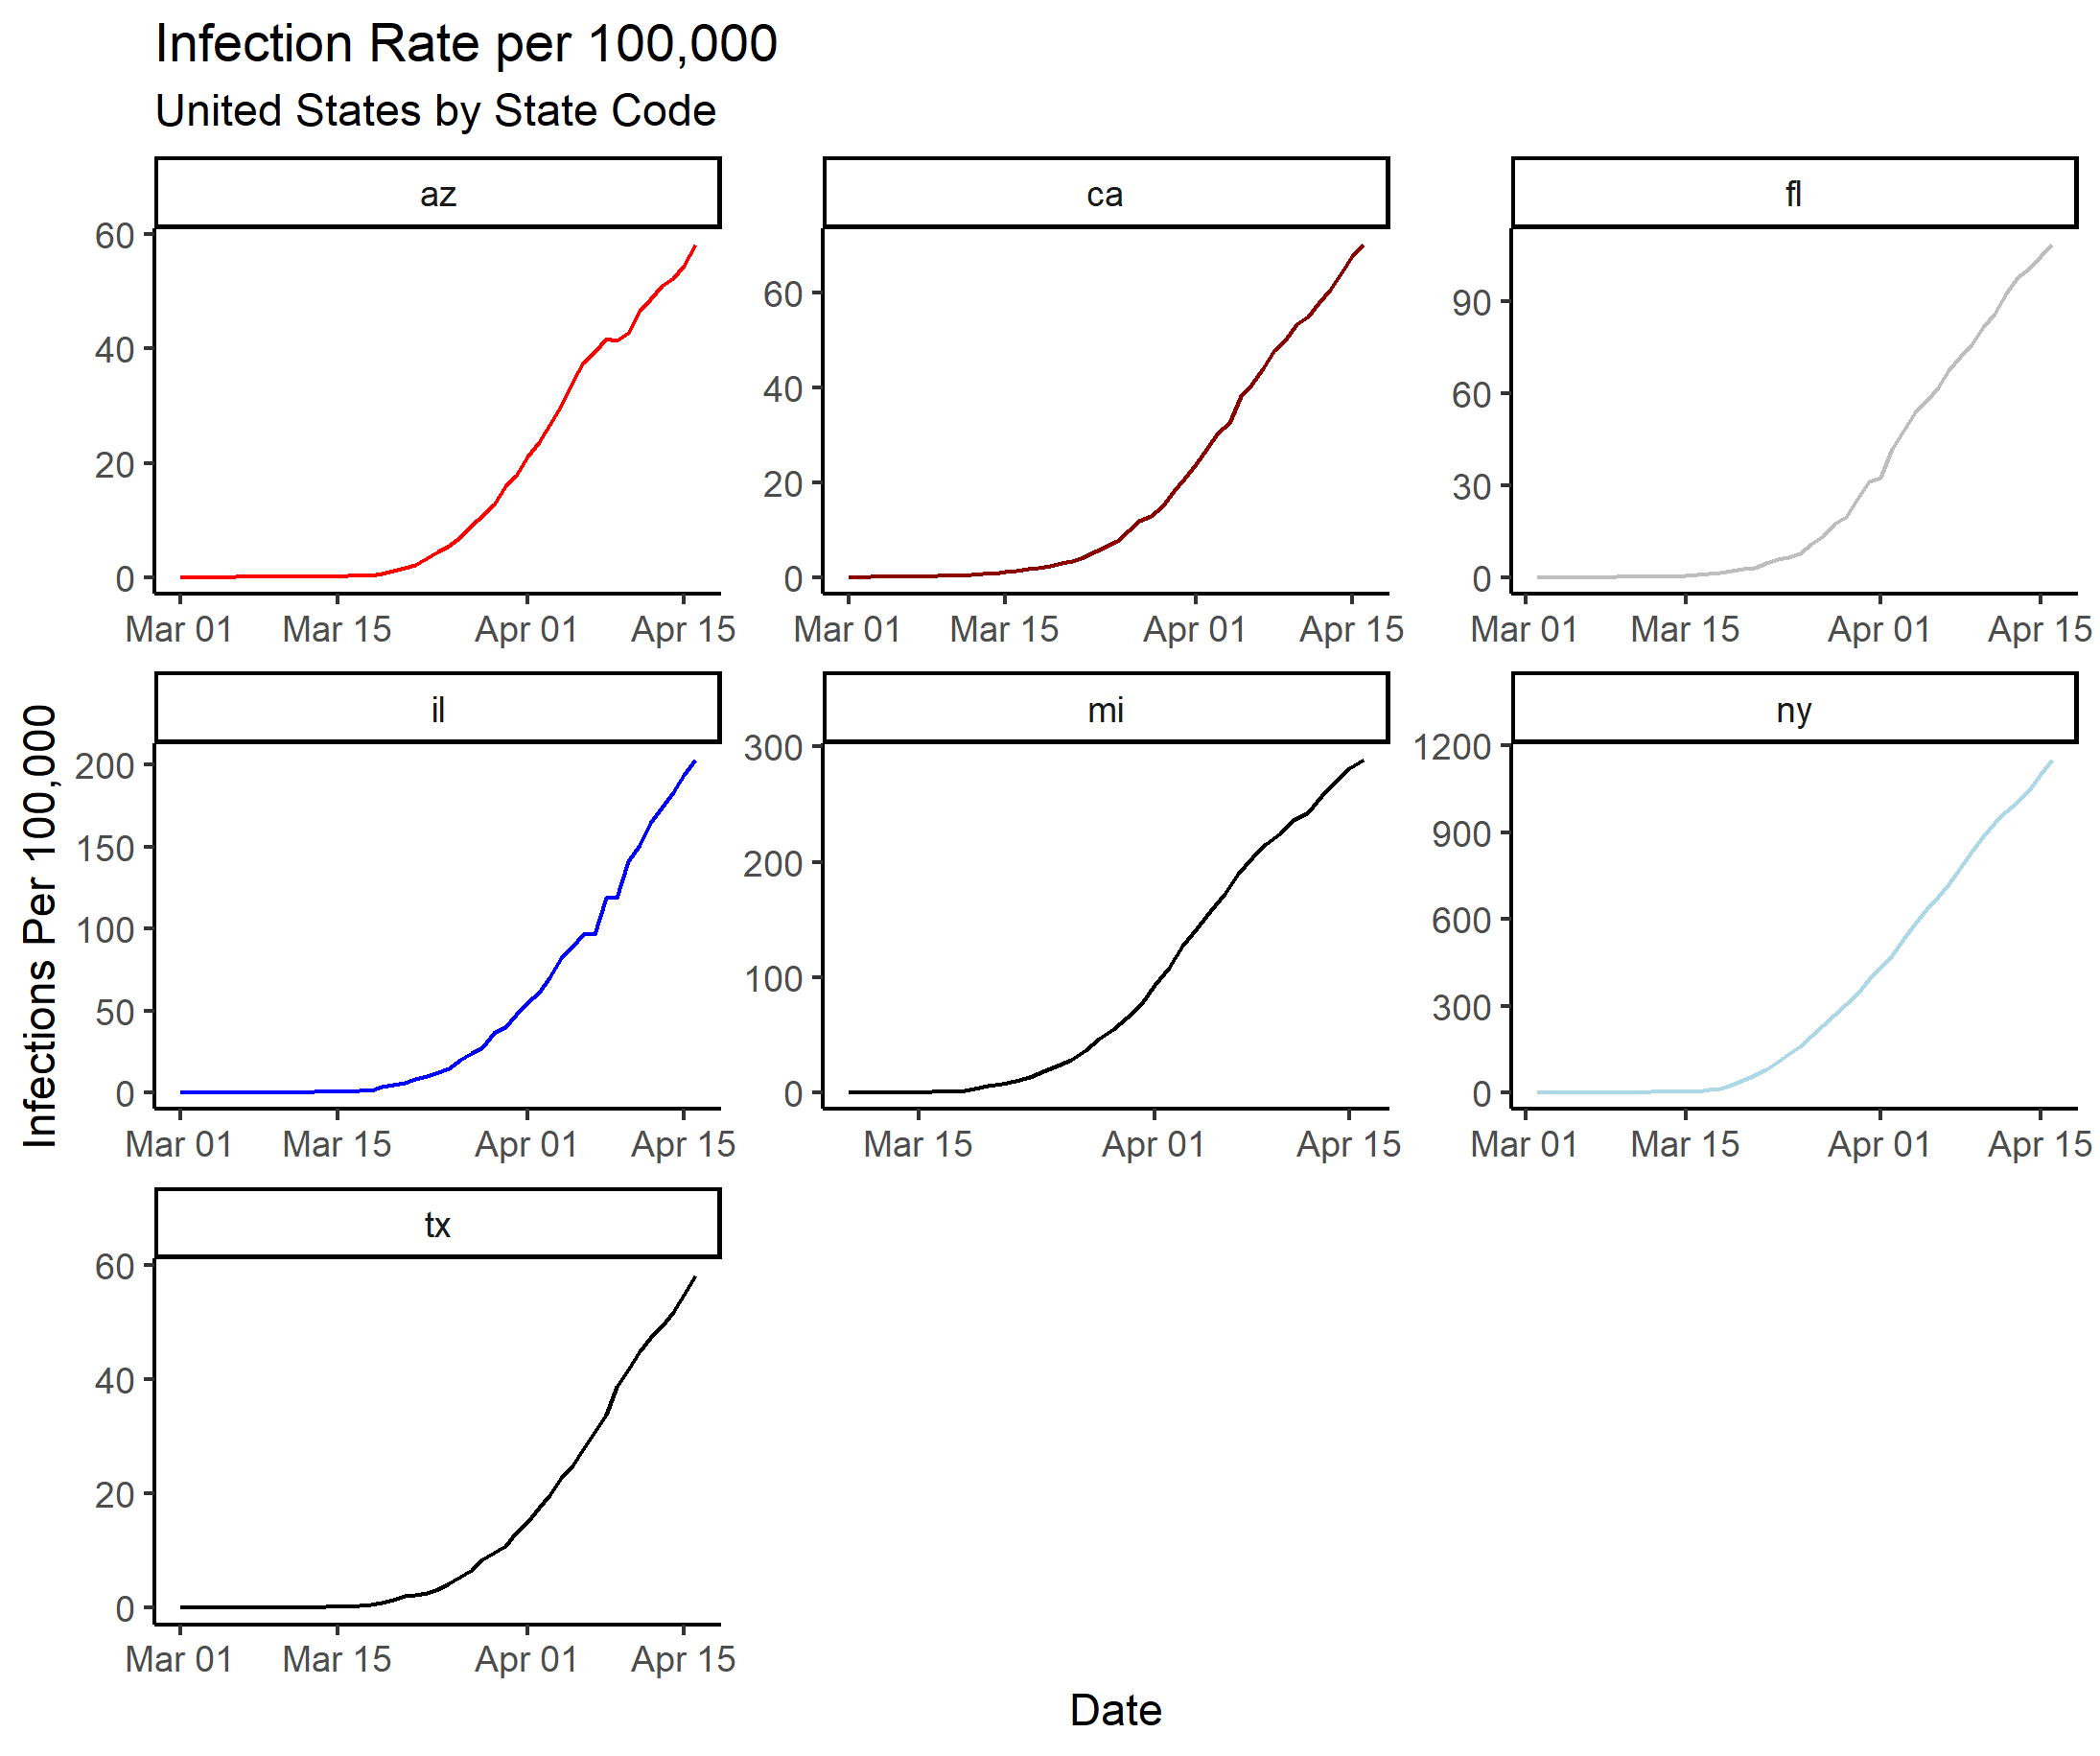 Infection Rate per 100,000
United States by State Code
az
60
40
20
0
Mar 01 Mar 15 Apr 01 Apr 15
ca
60
40
20
0
Mar 01 Mar 15 Apr 01 Apr 15
fl
90
60
30
0
Mar 01 Mar 15 Apr 01 Apr 15
Infections Per 100,000
il
200
150
100
50
0
Mar 01 Mar 15 Apr 01 Apr 15
mi
300
200
100
0
Mar 15 Apr 01 Apr 15
ny
1200
900
600
300
0
Mar 01 Mar 15 Apr 01 Apr 15
tx
60
40
20
0
Mar 01 Mar 15 Apr 01 Apr 15
Date